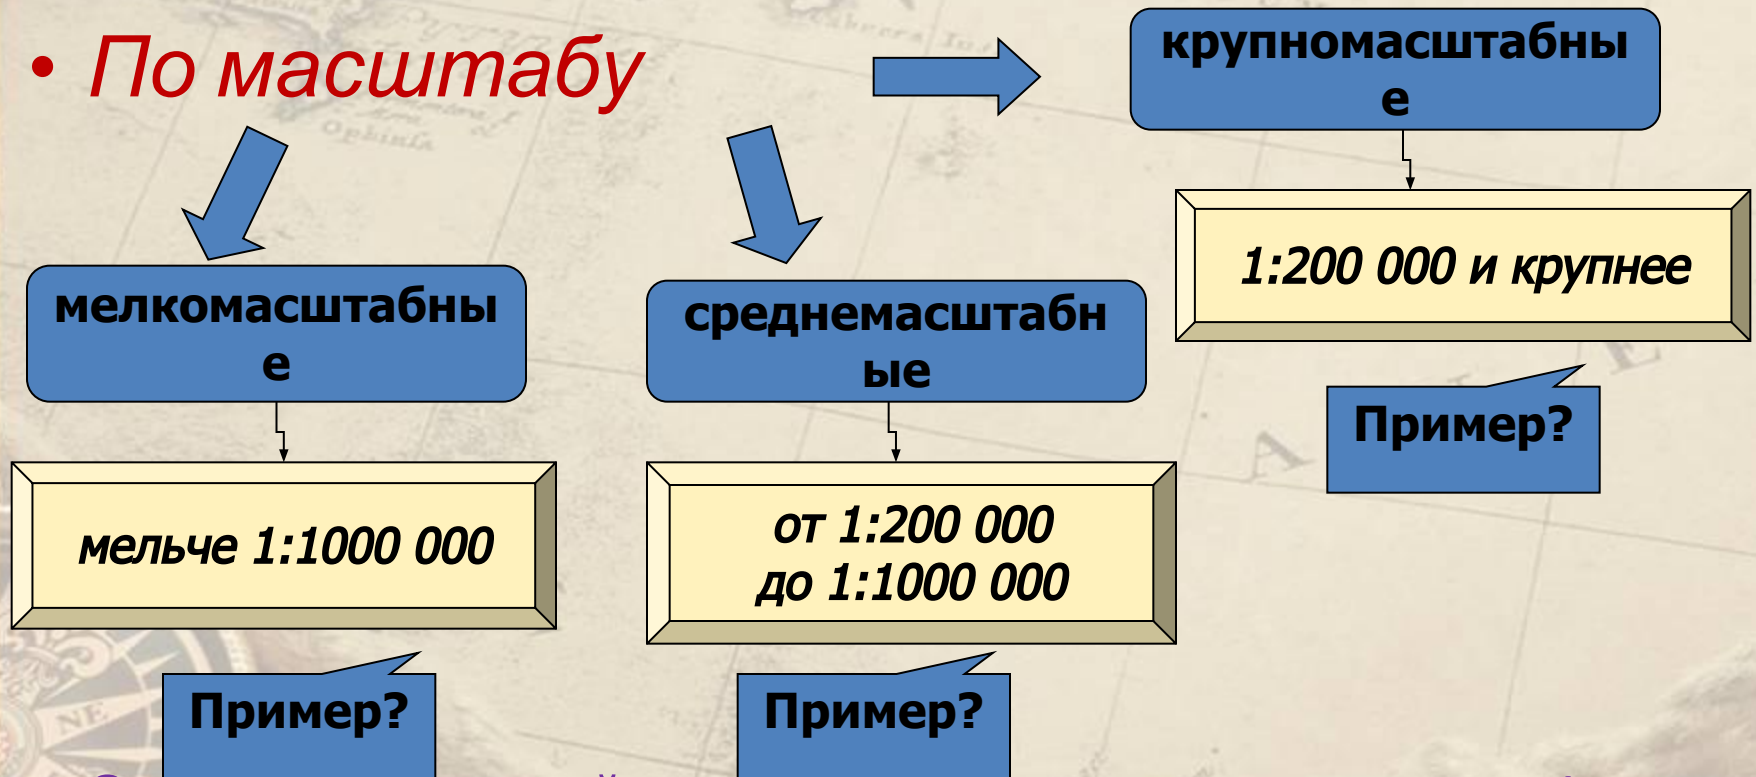 • По масштабу
крупномасштабны
е
1:200 000 и крупнее
Пример?
мелкомасштабны
е
мельче 1:1000 000
Пример?
среднемасштабн
ые
от 1:200 000
до 1:1000 000
Пример?
NE